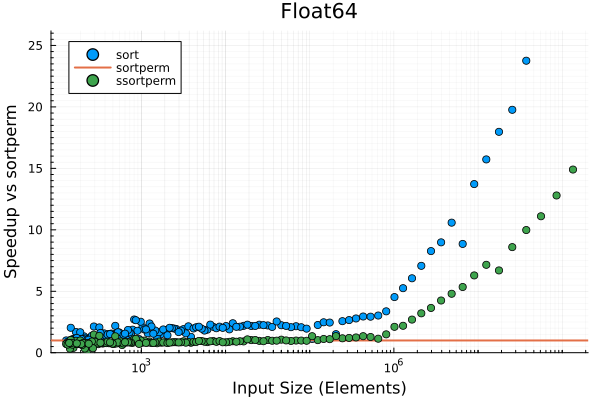 Float64
Speedup vs sortperm
25
20
15
10
5
0
sort
sortperm
ssortperm
10³
10⁶
Input Size (Elements)